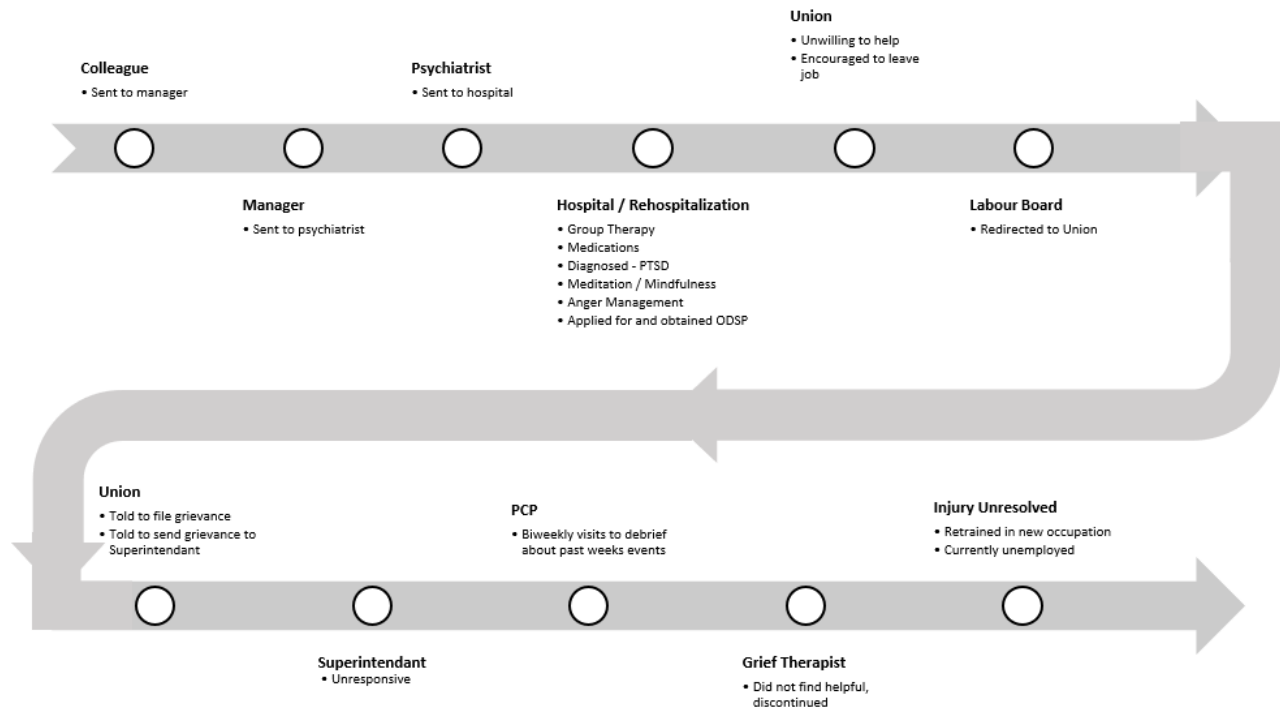 Colleague
• Sent to manager
Manager
• Sent to psychiatrist
Psychiatrist
• Sent to hospital
Hospital / Rehospitalization
• Group Therapy
• Medications
• Diagnosed - PTSD
• Meditation / Mindfulness
• Anger Management
• Applied for and obtained ODSP
Union
• Unwilling to help
• Encouraged to leave
job
Labour Board
• Redirected to Union
Union
• Told to file grievance
• Told to send grievance to
Superintendant
Superintendant
• Unresponsive
PCP
• Biweekly visits to debrief
about past weeks events
Grief Therapist
• Did not find helpful,
discontinued
Injury Unresolved
• Retrained in new occupation
• Currently unemployed